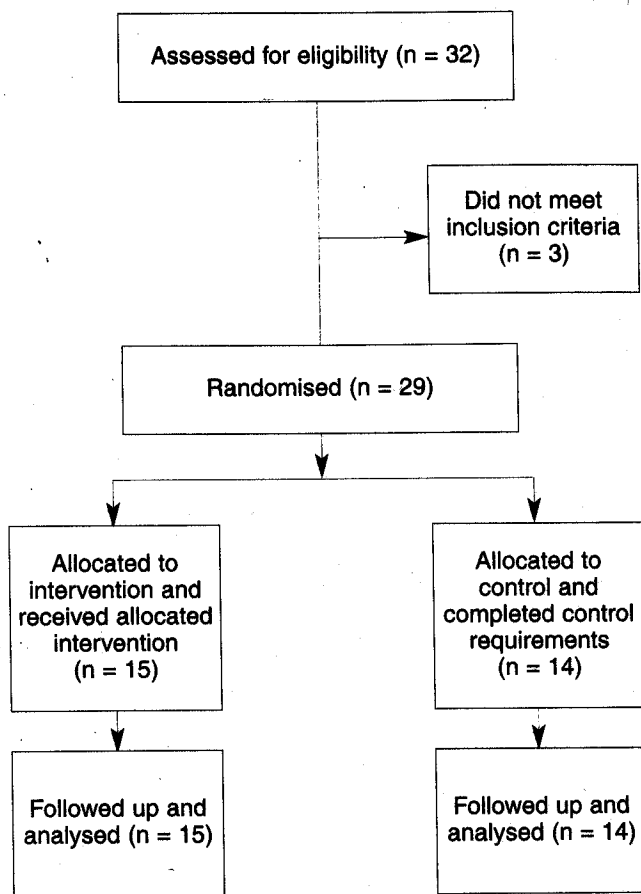 Assessed for eligibility (n = 32)
Did not meet
inclusion criteria
(n = 3)
Randomised (n = 29)
Allocated to
intervention and
received allocated
intervention
(n = 15)
Allocated to
control and
completed control
requirements
(n = 14)
Followed up and
analysed (n = 15)
Followed up and
analysed (n = 14)